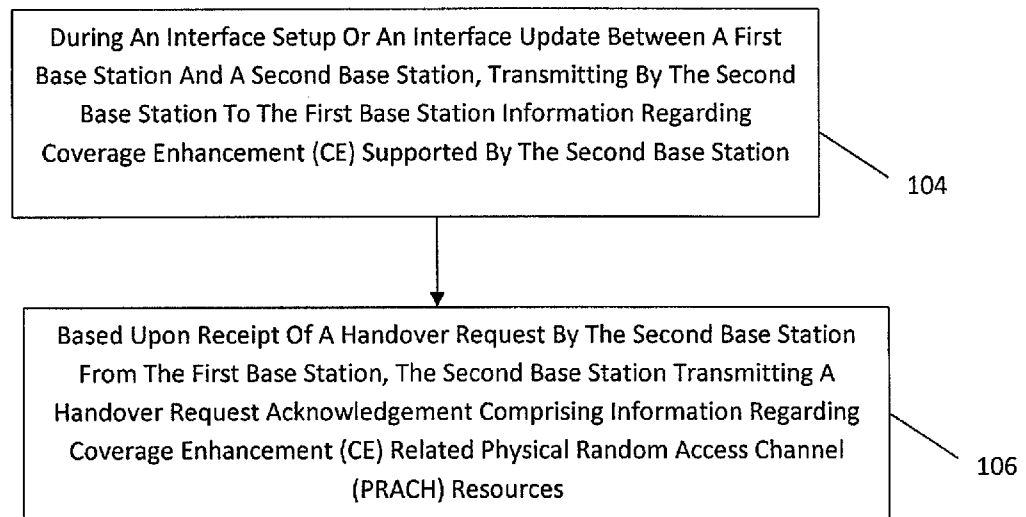 During An Interface Setup Or An Interface Update Between A First
Base Station And A Second Base Station, Transmitting By The Second
Base Station To The First Base Station Information Regarding
Coverage Enhancement (CE) Supported By The Second Base Station
104
Based Upon Receipt Of A Handover Request By The Second Base Station
From The First Base Station, The Second Base Station Transmitting A
Handover Request Acknowledgement Comprising Information Regarding
Coverage Enhancement (CE) Related Physical Random Access Channel
(PRACH) Resources
106